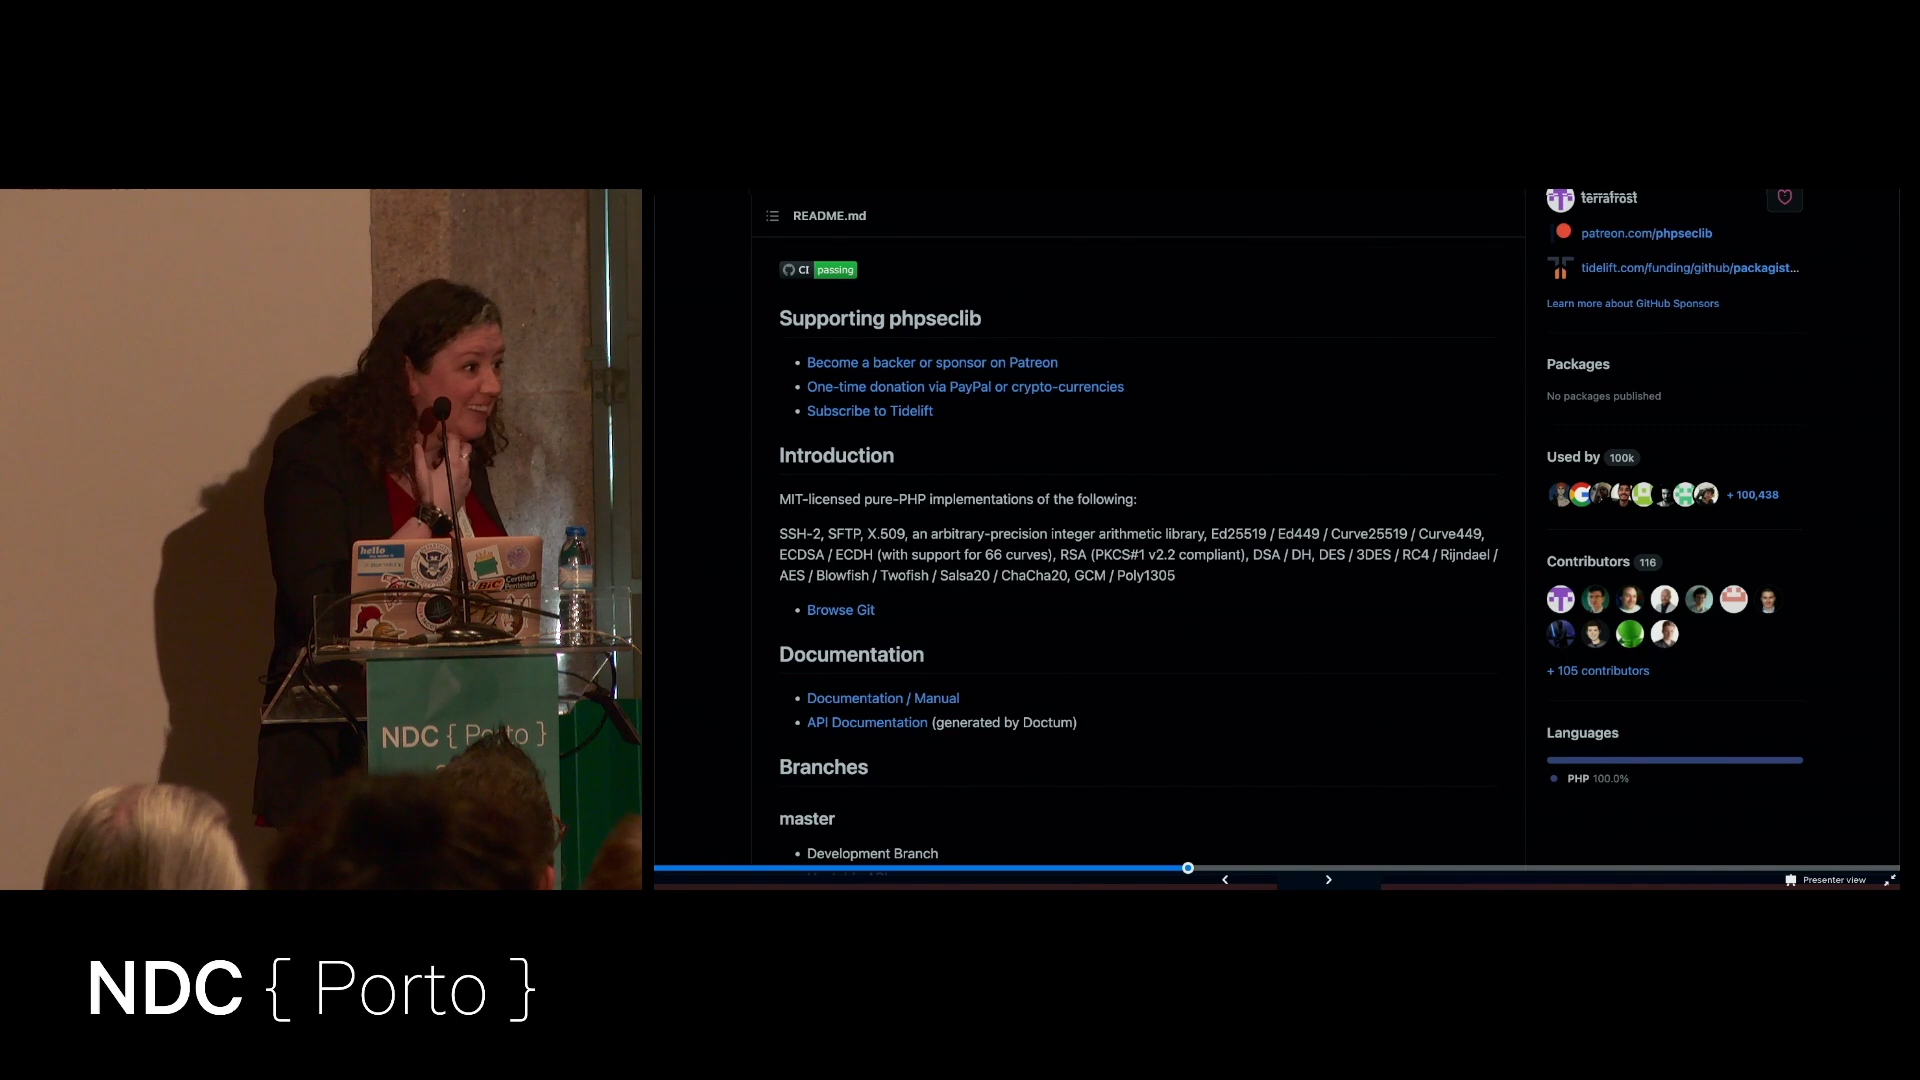 README.md
CI passing
Supporting phpseclib
Become a backer or sponsor on Patreon
One-time donation via PayPal or crypto-currencies
Subscribe to Tidelift
Introduction
MIT-licensed pure-PHP implementations of the following:
SSH-2, SFTP, X.509, an arbitrary-precision integer arithmetic library, Ed25519 / Ed449 / Curve25519 / Curve449,
ECDSA / ECDH (with support for 66 curves), RSA (PKCS#1 v2.2 compliant), DSA / DH, DES / 3DES / RC4 / Rijndael /
AES / Blowfish / Twofish / Salsa20 / ChaCha20, GCM / Poly1305
Browse Git
Documentation
Documentation / Manual
API Documentation (generated by Doctum)
Branches
master
Development Branch
terrafrost
patreon.com/phpseclib
tidelift.com/funding/github/packagist...
Learn more about GitHub Sponsors
Packages
No packages published
Used by 100k
+ 100,438
Contributors 116
+ 105 contributors
Languages
PHP 100.0%
Presenter view
hello
BiC Certified
Pentester
NDC { Porto }
NDC { Porto }